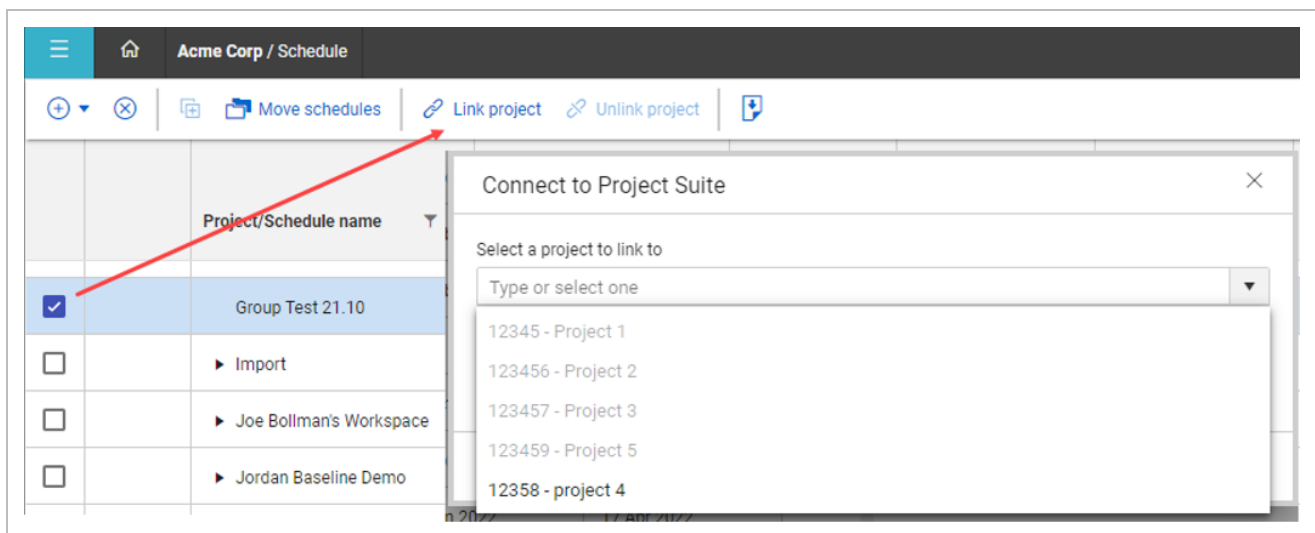 Acme Corp / Schedule
Move schedules
Link project
Unlink project
Connect to Project Suite
Project/Schedule name
Select a project to link to
Type or select one
Group Test 21.10
12345 - Project 1
Import
123456 - Project 2
123457 - Project 3
Joe Bollman's Workspace
123459 - Project 5
Jordan Baseline Demo
12358 - project 4
2022
17 Apr 2022